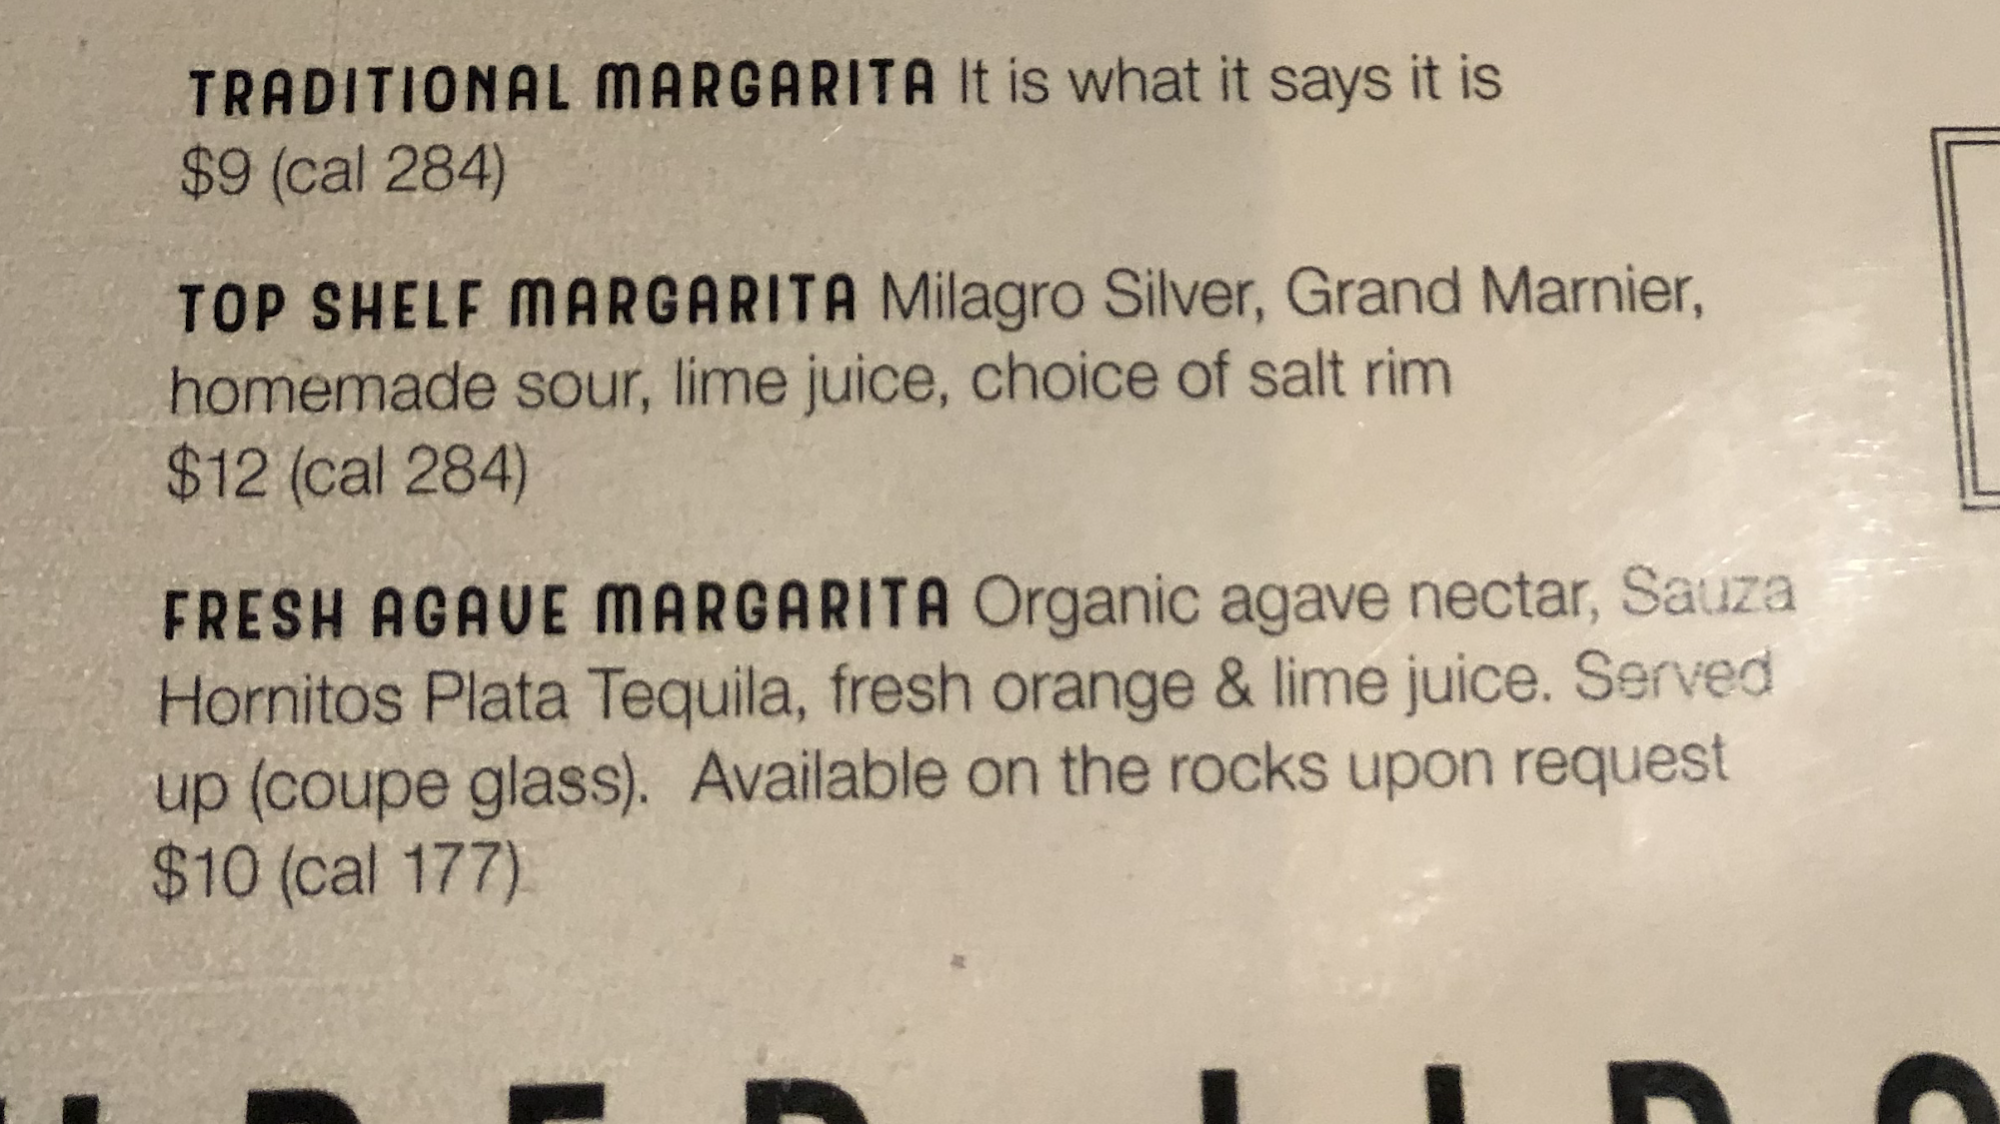 TRADITIONAL MARGARITA It is what it says it is
$9 (cal 284)
TOP SHELF MARGARITA Milagro Silver, Grand Marnier,
homemade sour, lime juice, choice of salt rim
$12 (cal 284)
FRESH AGAVE MARGARITA Organic agave nectar, Sauza
Hornitos Plata Tequila, fresh orange & lime juice. Served
up (coupe glass).  Available on the rocks upon request
$10 (cal 177)